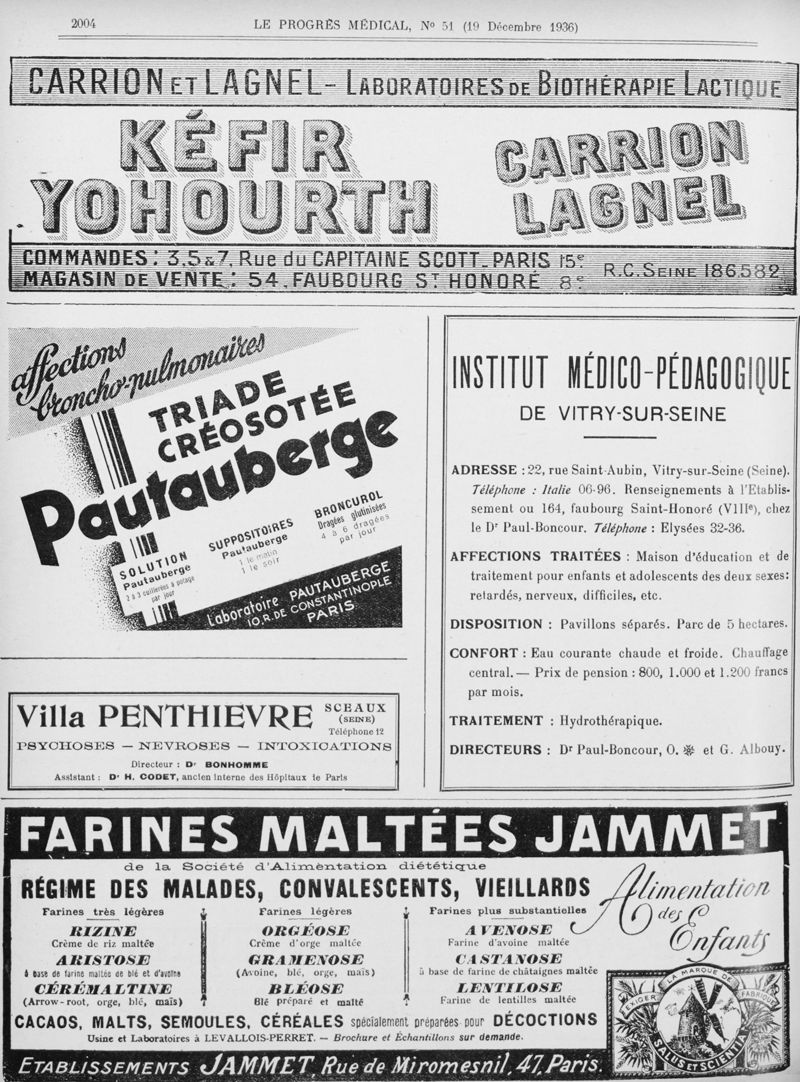 2004
LE PROGRÈS MÉDICAL, N° 51 (19 Décembre 1936)
CARRION ET LAGNEL - LABORATOIRES DE BIOTHÉRAPIE LACTIQUE
KÉFIR
YOHOURTH
CARRION
LAGNEL
COMMANDES: 3,5&7, Rue du CAPITAINE SCOTT_PARIS 15e
MAGASIN DE VENTE: 54, FAUBOURG ST HONORÉ 8e
R.C. SEINE 186,582
affections
broncho-pulmonaires
TRIADE
CRÉOSOTÉE
Pautauberge
SOLUTION
Pautauberge
2 à 3 cuillerées à potage
par jour
SUPPOSITOIRES
Pautauberge
1 le matin
1 le soir
BRONCUROL
Dragées glutinisées
4 à 6 dragées
par jour
Laboratoire PAUTAUBERGE
10, R. DE CONSTANTINOPLE
PARIS
INSTITUT MÉDICO-PÉDAGOGIQUE
DE VITRY-SUR-SEINE
ADRESSE : 22, rue Saint-Aubin, Vitry-sur-Seine (Seine).
Téléphone : Italie 06-96. Renseignements à l'Etablis-
sement ou 164, faubourg Saint-Honoré (VIIIe), chez
le Dr Paul-Boncour. Téléphone : Elysées 32-36.
AFFECTIONS TRAITÉES : Maison d'éducation et de
traitement pour enfants et adolescents des deux sexes:
retardés, nerveux, difficiles, etc.
DISPOSITION : Pavillons séparés. Parc de 5 hectares.
CONFORT : Eau courante chaude et froide. Chauffage
central. — Prix de pension : 800, 1.000 et 1.200 francs
par mois.
TRAITEMENT : Hydrothérapique.
DIRECTEURS : Dr Paul-Boncour, O. ❋ et G. Albouy.
Villa PENTHIEVRE
SCEAUX
(SEINE)
Téléphone 12
PSYCHOSES — NEVROSES — INTOXICATIONS
Directeur : Dr BONHOMME
Assistant : Dr H. CODET, ancien interne des Hôpitaux de Paris
FARINES MALTÉES JAMMET
de la Société d'Alimentation diététique
RÉGIME DES MALADES, CONVALESCENTS, VIEILLARDS
Alimentation
des
Enfants
Farines très légères
RIZINE
Crème de riz maltée
ARISTOSE
à base de farine maltée de blé et d'avoine
CÉRÉMALTINE
(Arrow-root, orge, blé, maïs)
Farines légères
ORGÉOSE
Crème d'orge maltée
GRAMENOSE
(Avoine, blé, orge, maïs)
BLÉOSE
Blé préparé et malté
Farines plus substantielles
AVENOSE
Farine d'avoine maltée
CASTANOSE
à base de farine de châtaignes maltée
LENTILOSE
Farine de lentilles maltée
CACAOS, MALTS, SEMOULES, CÉRÉALES spécialement préparées pour DÉCOCTIONS
Usine et Laboratoires à LEVALLOIS-PERRET. — Brochure et Échantillons sur demande.
ETABLISSEMENTS JAMMET, Rue de Miromesnil, 47, Paris.
EXIGER LA MARQUE DE FABRIQUE
SALUS ET SCIENTIA